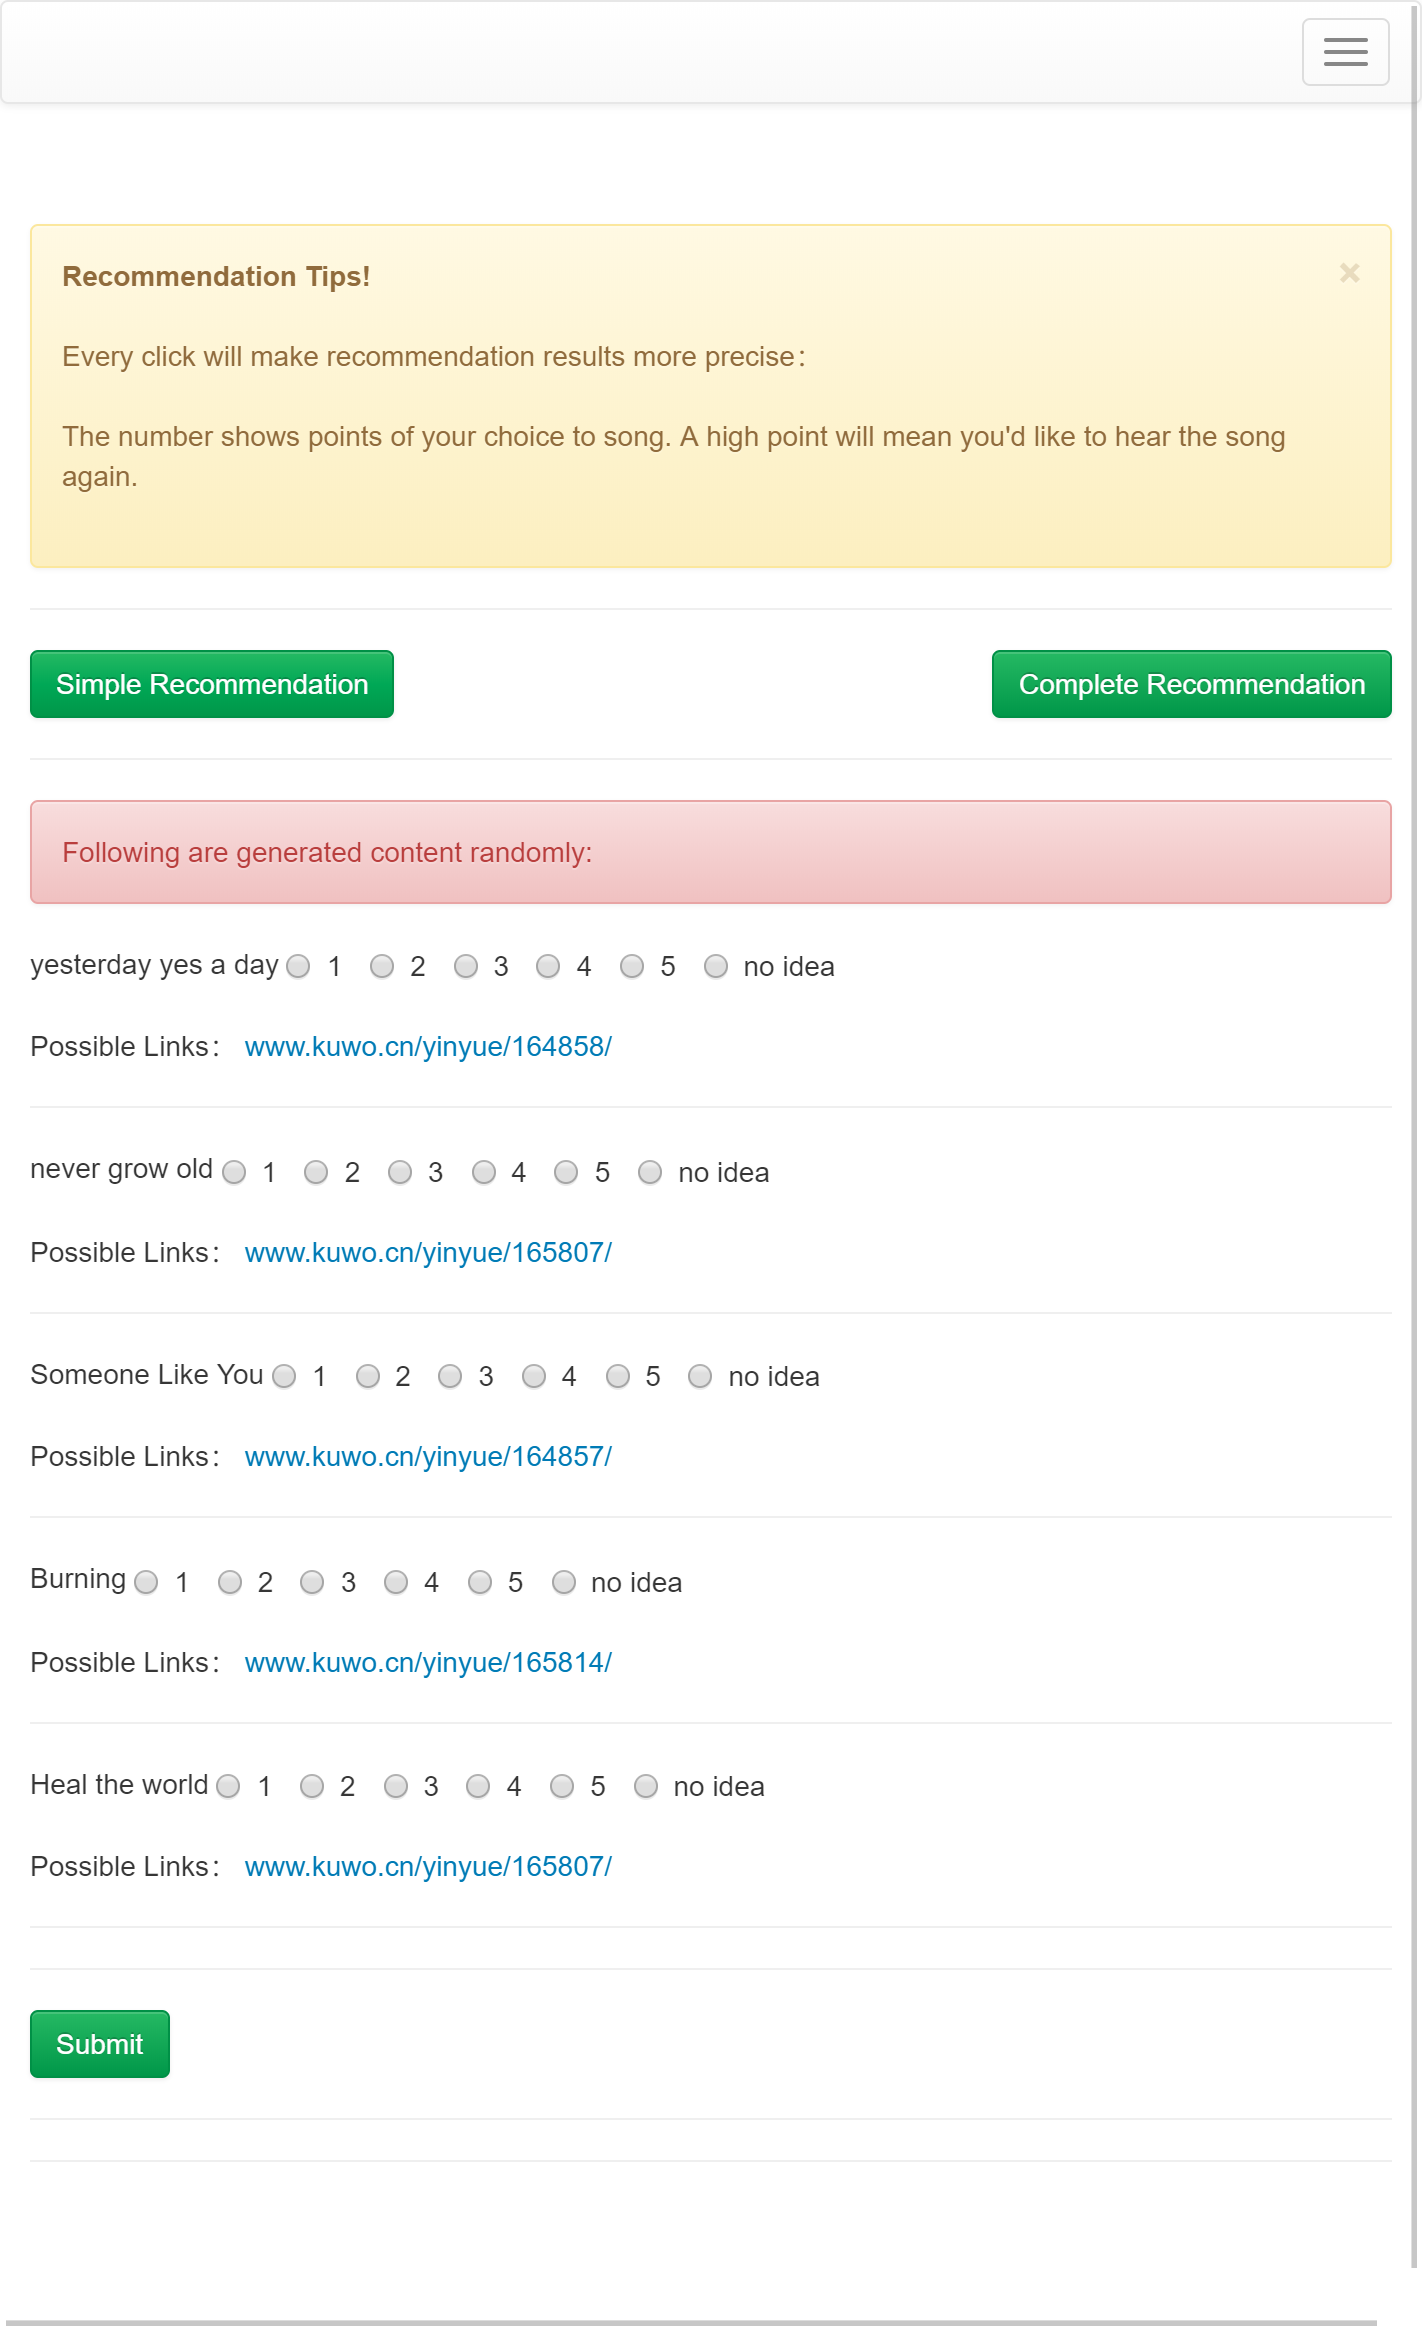 Recommendation Tips!
×
Every click will make recommendation results more precise：
The number shows points of your choice to song. A high point will mean you'd like to hear the song
again.
Simple Recommendation
Complete Recommendation
Following are generated content randomly:
yesterday yes a day 1 2 3 4 5 no idea
Possible Links： www.kuwo.cn/yinyue/164858/
never grow old 1 2 3 4 5 no idea
Possible Links： www.kuwo.cn/yinyue/165807/
Someone Like You 1 2 3 4 5 no idea
Possible Links： www.kuwo.cn/yinyue/164857/
Burning 1 2 3 4 5 no idea
Possible Links： www.kuwo.cn/yinyue/165814/
Heal the world 1 2 3 4 5 no idea
Possible Links： www.kuwo.cn/yinyue/165807/
Submit